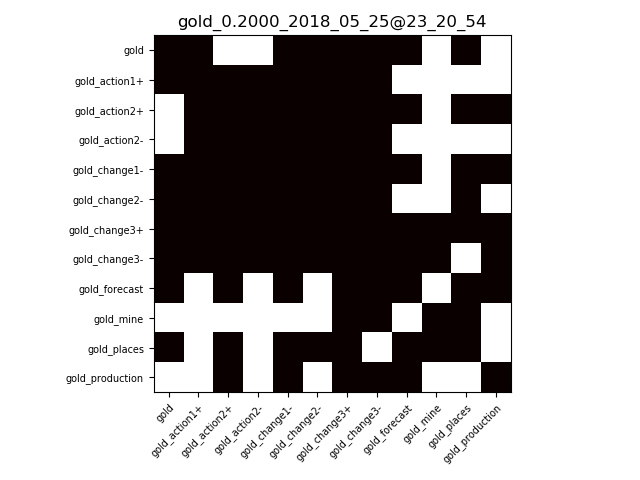 gold_0.2000_2018_05_25@23_20_54
gold
gold_action1+
gold_action2+
gold_action2-
gold_change1-
gold_change2-
gold_change3+
gold_change3-
gold_forecast
gold_mine
gold_places
gold_production
gold
gold_action1+
gold_action2+
gold_action2-
gold_change1-
gold_change2-
gold_change3+
gold_change3-
gold_forecast
gold_mine
gold_places
gold_production